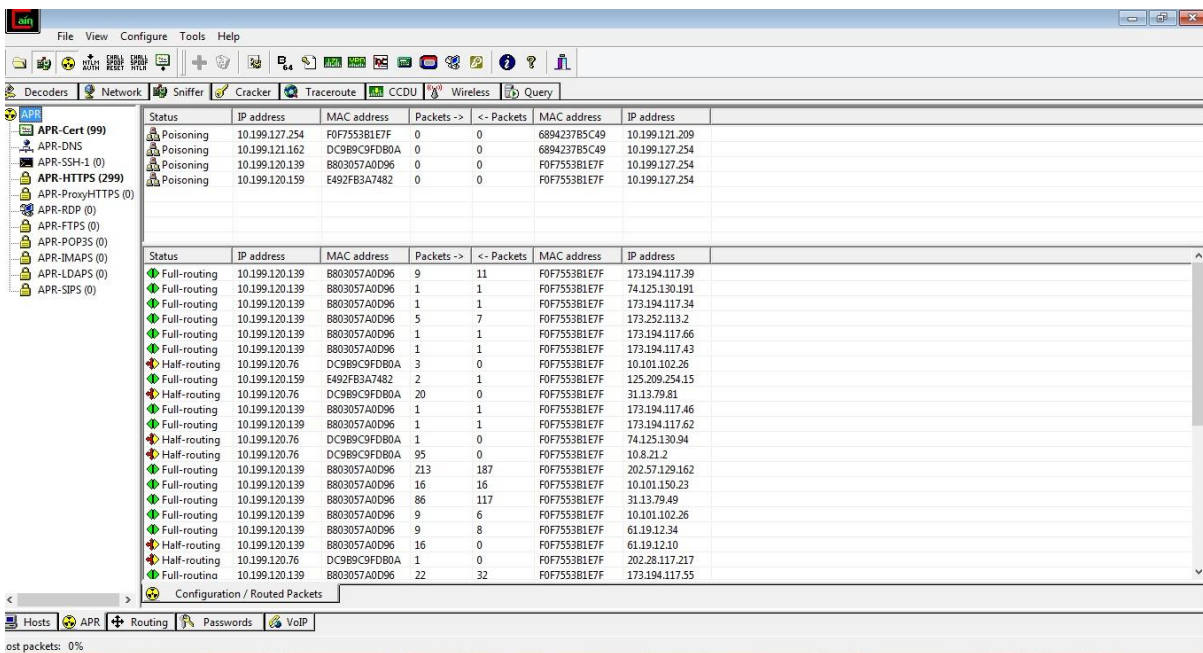 aın
File View Configure Tools Help
Decoders Network Sniffer Cracker Traceroute CCDU Wireless Query
APR
APR-Cert (99)
APR-DNS
APR-SSH-1 (0)
APR-HTTPS (299)
APR-ProxyHTTPS (0)
APR-RDP (0)
APR-FTPS (0)
APR-POP3S (0)
APR-IMAPS (0)
APR-LDAPS (0)
APR-SIPS (0)
Status IP address MAC address Packets -> <- Packets MAC address IP address
Poisoning 10.199.127.254 F0F7553B1E7F 0 0 6894237B5C49 10.199.121.209
Poisoning 10.199.121.162 DC9B9C9FDB0A 0 0 6894237B5C49 10.199.127.254
Poisoning 10.199.120.139 B803057A0D96 0 0 F0F7553B1E7F 10.199.127.254
Poisoning 10.199.120.159 E492FB3A7482 0 0 F0F7553B1E7F 10.199.127.254
Status IP address MAC address Packets -> <- Packets MAC address IP address
Full-routing 10.199.120.139 B803057A0D96 9 11 F0F7553B1E7F 173.194.117.39
Full-routing 10.199.120.139 B803057A0D96 1 1 F0F7553B1E7F 74.125.130.191
Full-routing 10.199.120.139 B803057A0D96 1 1 F0F7553B1E7F 173.194.117.34
Full-routing 10.199.120.139 B803057A0D96 5 7 F0F7553B1E7F 173.252.113.2
Full-routing 10.199.120.139 B803057A0D96 1 1 F0F7553B1E7F 173.194.117.66
Full-routing 10.199.120.139 B803057A0D96 1 1 F0F7553B1E7F 173.194.117.43
Half-routing 10.199.120.76 DC9B9C9FDB0A 3 0 F0F7553B1E7F 10.101.102.26
Full-routing 10.199.120.159 E492FB3A7482 2 1 F0F7553B1E7F 125.209.254.15
Half-routing 10.199.120.76 DC9B9C9FDB0A 20 0 F0F7553B1E7F 31.13.79.81
Full-routing 10.199.120.139 B803057A0D96 1 1 F0F7553B1E7F 173.194.117.46
Full-routing 10.199.120.139 B803057A0D96 1 1 F0F7553B1E7F 173.194.117.62
Half-routing 10.199.120.76 DC9B9C9FDB0A 1 0 F0F7553B1E7F 74.125.130.94
Half-routing 10.199.120.76 DC9B9C9FDB0A 95 0 F0F7553B1E7F 10.8.21.2
Full-routing 10.199.120.139 B803057A0D96 213 187 F0F7553B1E7F 202.57.129.162
Full-routing 10.199.120.139 B803057A0D96 16 16 F0F7553B1E7F 10.101.150.23
Full-routing 10.199.120.139 B803057A0D96 86 117 F0F7553B1E7F 31.13.79.49
Full-routing 10.199.120.139 B803057A0D96 9 6 F0F7553B1E7F 10.101.102.26
Full-routing 10.199.120.139 B803057A0D96 9 8 F0F7553B1E7F 61.19.12.34
Half-routing 10.199.120.139 B803057A0D96 16 0 F0F7553B1E7F 61.19.12.10
Half-routing 10.199.120.76 DC9B9C9FDB0A 1 0 F0F7553B1E7F 202.28.117.217
Full-routing 10.199.120.139 B803057A0D96 22 32 F0F7553B1E7F 173.194.117.55
Configuration / Routed Packets
Hosts APR Routing Passwords VoIP
ost packets: 0%